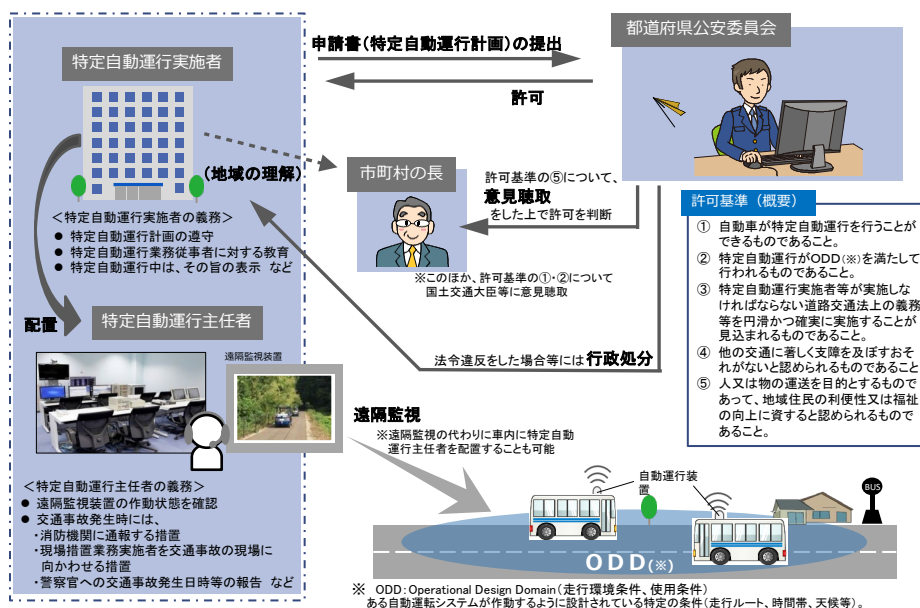 申請書(特定自動運行計画)の提出
許可
都道府県公安委員会
特定自動運行実施者
(地域の理解)
市町村の長
許可基準の⑤について、
意見聴取
をした上で許可を判断
※このほか、許可基準の①・②について
国土交通大臣等に意見聴取
<特定自動運行実施者の義務>
● 特定自動運行計画の遵守
● 特定自動運行業務従事者に対する教育
● 特定自動運行中は、その旨の表示 など
許可基準(概要)
① 自動車が特定自動運行を行うことが
できるものであること。
② 特定自動運行がODD(※)を満たして
行われるものであること。
③ 特定自動運行実施者等が実施しな
ければならない道路交通法上の義務
等を円滑かつ確実に実施することが
見込まれるものであること。
④ 他の交通に著しく支障を及ぼすおそ
れがないと認められるものであること
⑤ 人又は物の運送を目的とするもので
あって、地域住民の利便性又は福祉
の向上に資すると認められるもので
あること。
配置
特定自動運行主任者
遠隔監視装置
法令違反をした場合等には行政処分
遠隔監視
※遠隔監視の代わりに車内に特定自動
運行主任者を配置することも可能
<特定自動運行主任者の義務>
● 遠隔監視装置の作動状態を確認
● 交通事故発生時には、
・消防機関に通報する措置
・現場措置業務実施者を交通事故の現場に
向かわせる措置
・警察官への交通事故発生日時等の報告 など
自動運行装
置
BUS
ODD(※)
※ ODD:Operational Design Domain(走行環境条件、使用条件)
ある自動運転システムが作動するように設計されている特定の条件(走行ルート、時間帯、天候等)。